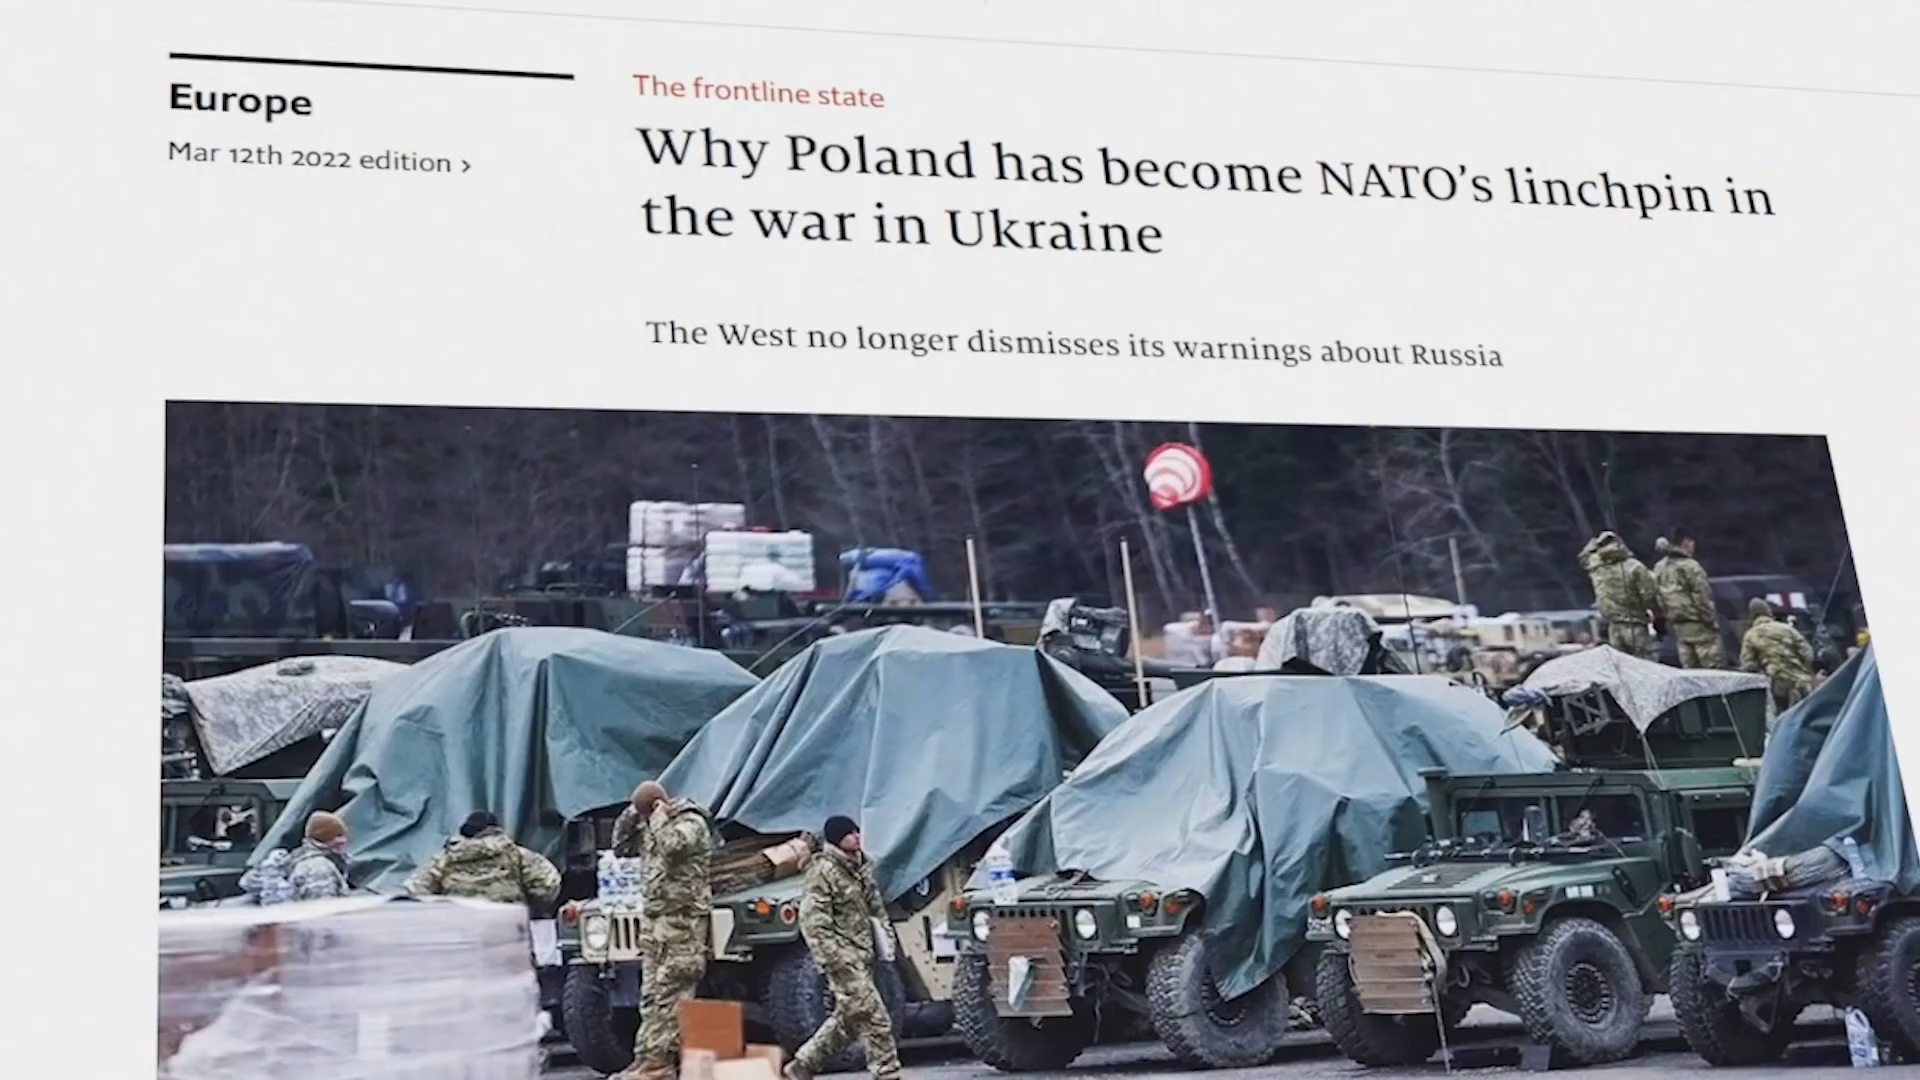 Europe
Mar 12th 2022 edition >
The frontline state
Why Poland has become NATO’s linchpin in
the war in Ukraine
The West no longer dismisses its warnings about Russia